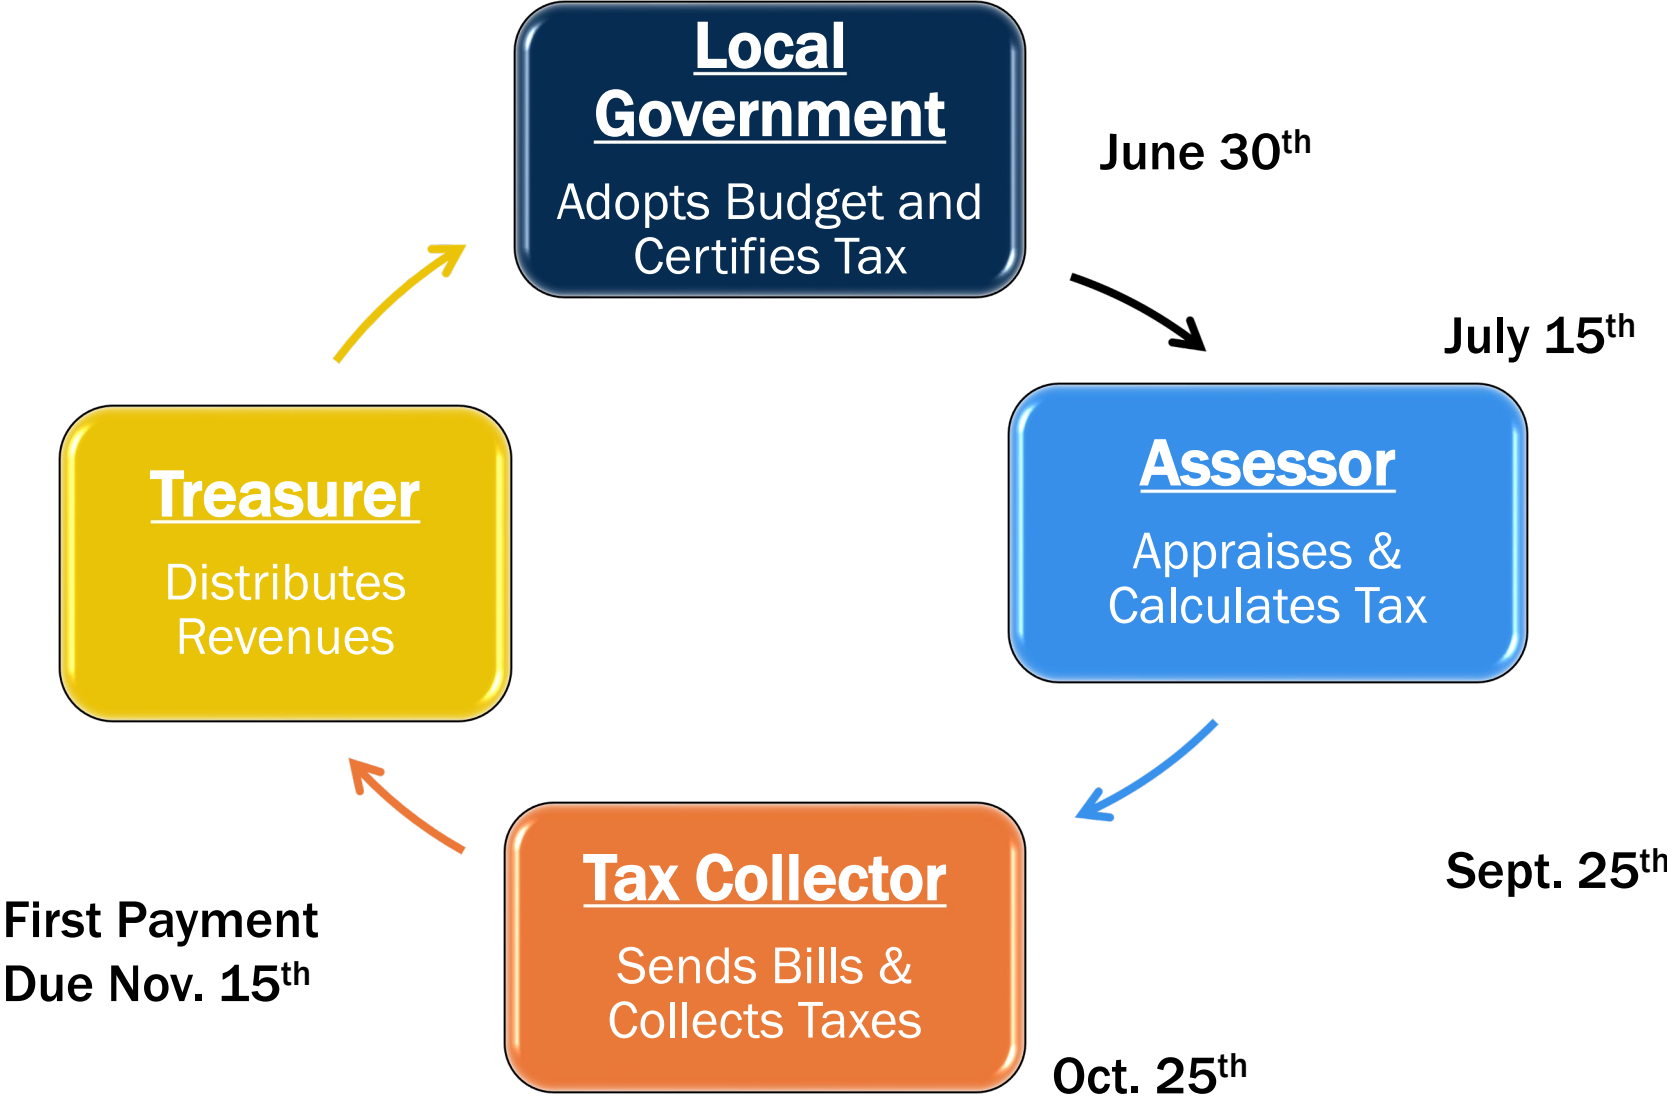 Local
Government
Adopts Budget and
Certifies Tax
June 30th
July 15th
Assessor
Appraises &
Calculates Tax
Sept. 25th
Tax Collector
Sends Bills &
Collects Taxes
Oct. 25th
First Payment
Due Nov. 15th
Treasurer
Distributes
Revenues